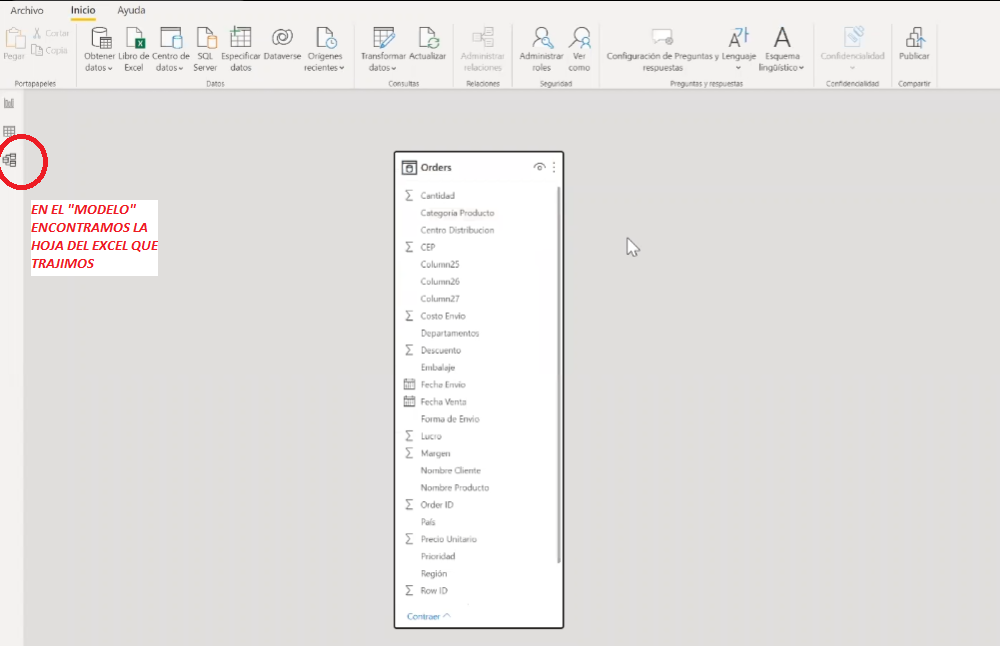 Archivo Inicio Ayuda
Pegar Cortar Copia
Obtener datos Libro de Excel Centro de datos SQL Server Especificar datos Dataverse Orígenes recientes
Transformar datos Actualizar
Administrar relaciones
Administrar roles Ver como
Configuración de Preguntas y respuestas Lenguaje Esquema lingüístico
Confidencialidad
Publicar
Portapapeles Datos Consultas Relaciones Seguridad Preguntas y respuestas Confidencialidad Compartir
EN EL "MODELO"
ENCONTRAMOS LA
HOJA DEL EXCEL QUE
TRAJIMOS
Orders
Σ Cantidad
Categoria Producto
Centro Distribucion
Σ CEP
Column25
Column26
Column27
Σ Costo Envio
Departamentos
Σ Descuento
Embalaje
Fecha Envio
Fecha Venta
Forma de Envio
Σ Lucro
Σ Margen
Nombre Cliente
Nombre Producto
Σ Order ID
País
Σ Precio Unitario
Prioridad
Región
Σ Row ID
Contraer